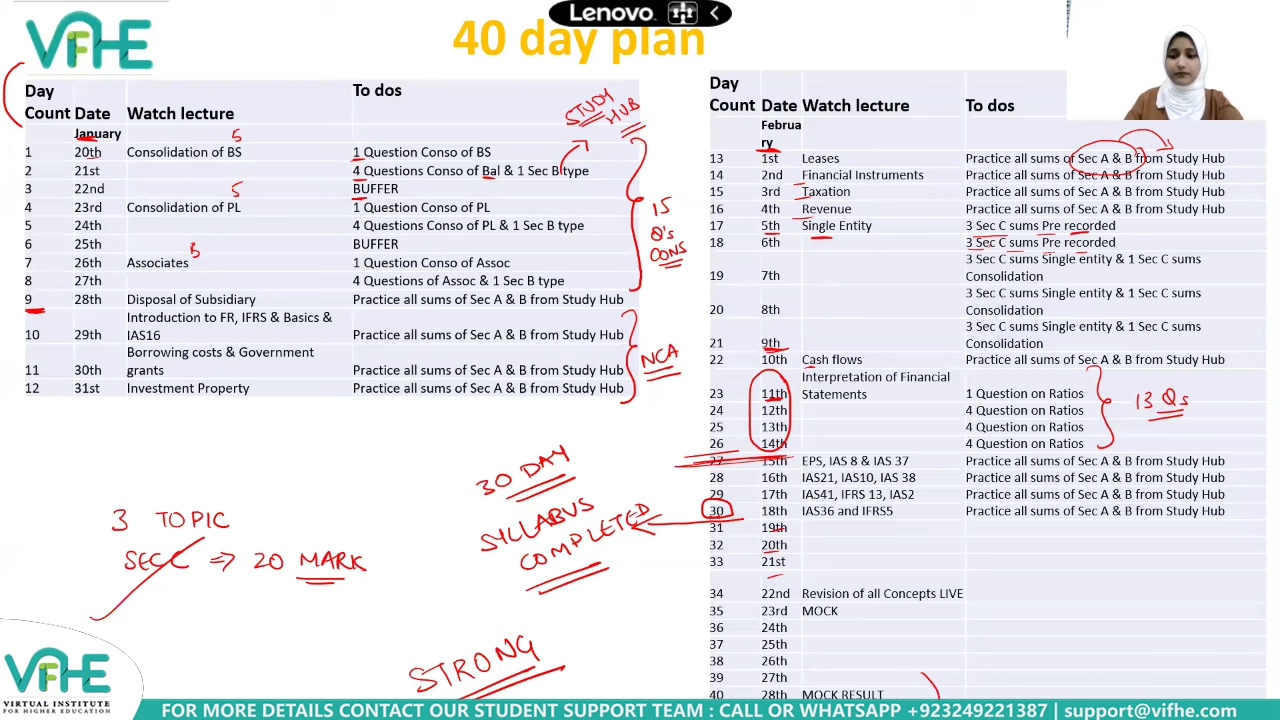 Lenovo
VIFHE
40 day plan
Day Count Date Watch lecture To dos
January
1 20th Consolidation of BS 1 Question Conso of BS
2 21st 4 Questions Conso of Bal & 1 Sec B type
3 22nd BUFFER
4 23rd Consolidation of PL 1 Question Conso of PL
5 24th 4 Questions Conso of PL & 1 Sec B type
6 25th BUFFER
7 26th Associates 1 Question Conso of Assoc
8 27th 4 Questions of Assoc & 1 Sec B type
9 28th Disposal of Subsidiary Practice all sums of Sec A & B from Study Hub
10 29th Introduction to FR, IFRS & Basics & IAS16 Practice all sums of Sec A & B from Study Hub
11 30th Borrowing costs & Government grants Practice all sums of Sec A & B from Study Hub
12 31st Investment Property Practice all sums of Sec A & B from Study Hub
5
5
STUDY HUB
15 Q's CONS
NCA
Day Count Date Watch lecture To dos
February
13 1st Leases Practice all sums of Sec A & B from Study Hub
14 2nd Financial Instruments Practice all sums of Sec A & B from Study Hub
15 3rd Taxation Practice all sums of Sec A & B from Study Hub
16 4th Revenue Practice all sums of Sec A & B from Study Hub
17 5th Single Entity 3 Sec C sums Pre recorded
18 6th 3 Sec C sums Pre recorded
19 7th 3 Sec C sums Single entity & 1 Sec C sums Consolidation
20 8th 3 Sec C sums Single entity & 1 Sec C sums Consolidation
21 9th 3 Sec C sums Single entity & 1 Sec C sums Consolidation
22 10th Cash flows Practice all sums of Sec A & B from Study Hub
23 11th Interpretation of Financial Statements 1 Question on Ratios
24 12th 4 Question on Ratios
25 13th 4 Question on Ratios
26 14th 4 Question on Ratios
27 15th EPS, IAS 8 & IAS 37 Practice all sums of Sec A & B from Study Hub
28 16th IAS21, IAS10, IAS 38 Practice all sums of Sec A & B from Study Hub
29 17th IAS41, IFRS 13, IAS2 Practice all sums of Sec A & B from Study Hub
30 18th IAS36 and IFRS5 Practice all sums of Sec A & B from Study Hub
31 19th
32 20th
33 21st
34 22nd Revision of all Concepts LIVE
35 23rd MOCK
36 24th
37 25th
38 26th
39 27th
40 28th MOCK RESULT
13 Qs
30 DAY
SYLLABUS
COMPLETED
3 TOPIC
SEC C ⇒ 20 MARK
STRONG
VIFHE
VIRTUAL INSTITUTE
FOR HIGHER EDUCATION
FOR MORE DETAILS CONTACT OUR STUDENT SUPPORT TEAM : CALL OR WHATSAPP +923249221387 | support@vifhe.com